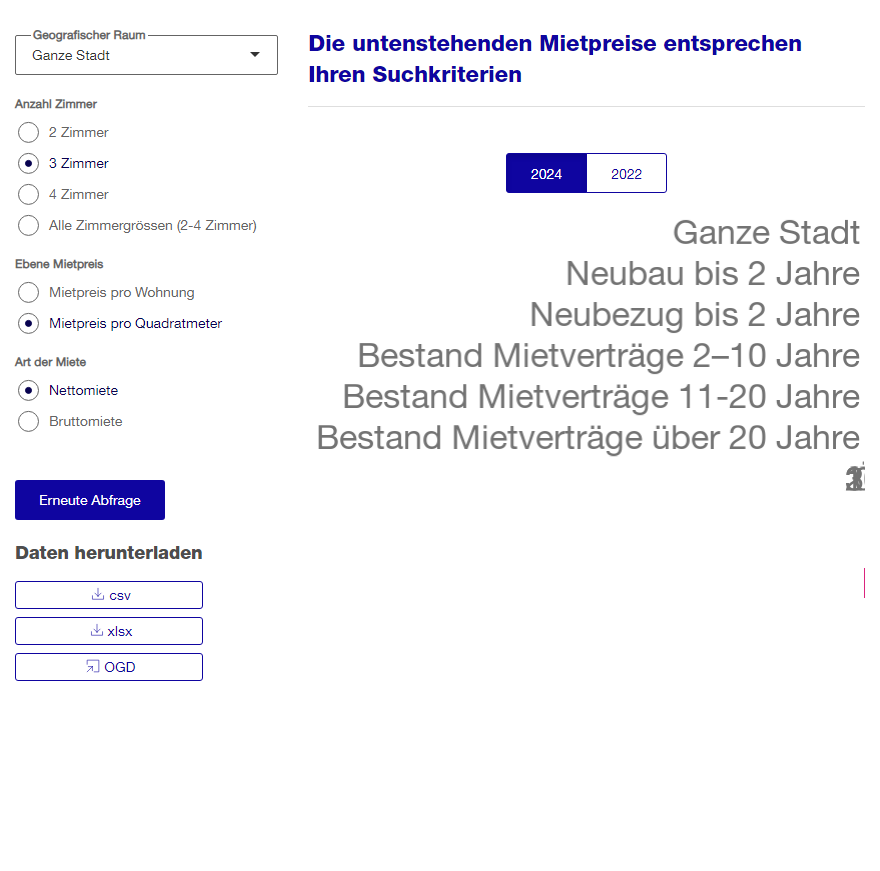 Geografischer Raum
Ganze Stadt
Anzahl Zimmer
2 Zimmer
3 Zimmer
4 Zimmer
Alle Zimmergrössen (2-4 Zimmer)
Ebene Mietpreis
Mietpreis pro Wohnung
Mietpreis pro Quadratmeter
Art der Miete
Nettomiete
Bruttomiete
Erneute Abfrage
Daten herunterladen
csv
xlsx
OGD
Die untenstehenden Mietpreise entsprechen
Ihren Suchkriterien
2024 2022
Ganze Stadt
Neubau bis 2 Jahre
Neubezug bis 2 Jahre
Bestand Mietverträge 2–10 Jahre
Bestand Mietverträge 11-20 Jahre
Bestand Mietverträge über 20 Jahre